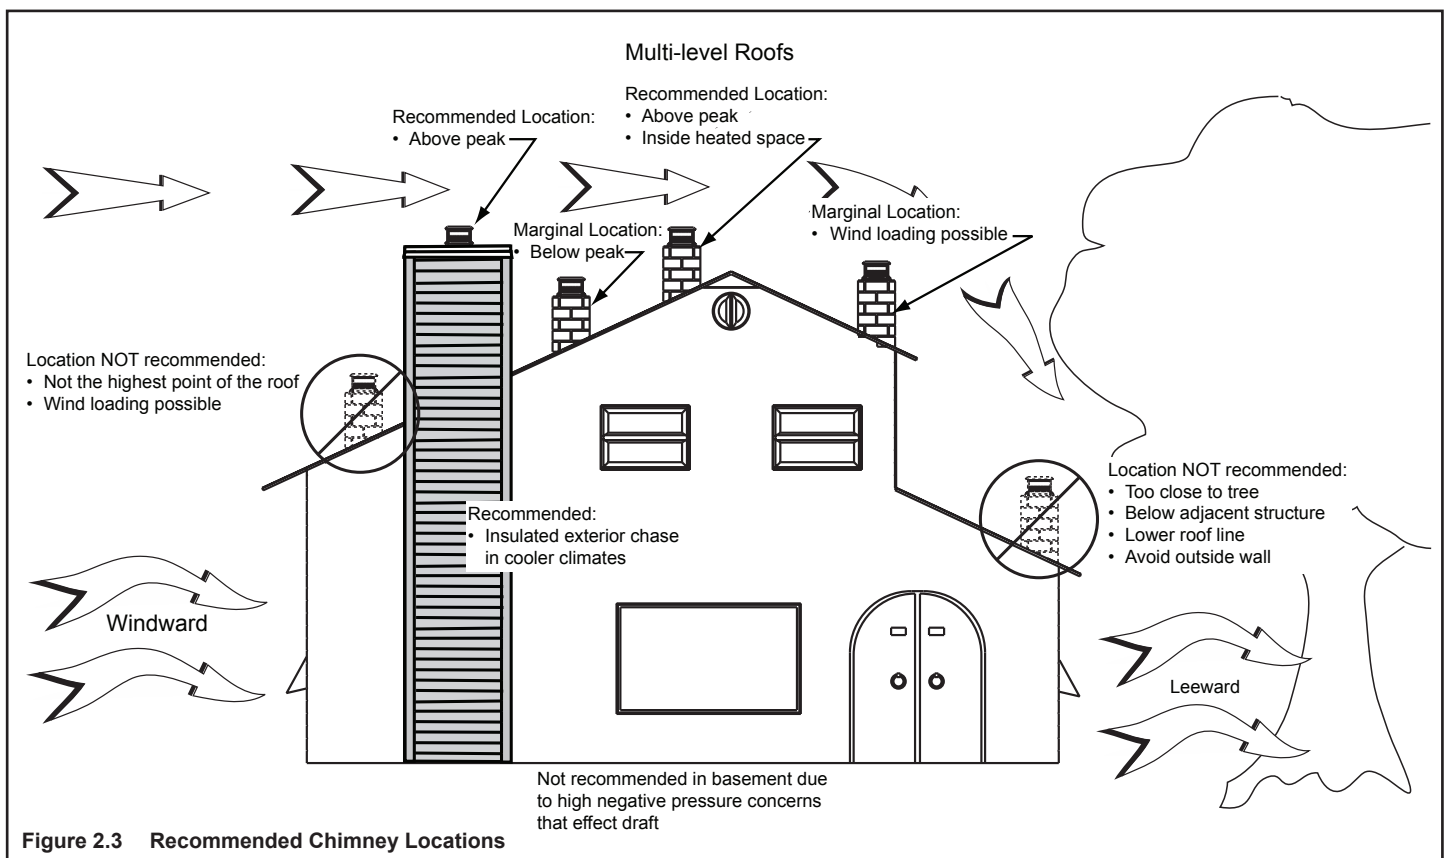 Multi-level Roofs
Recommended Location:
• Above peak
Recommended Location:
• Above peak
• Inside heated space
Marginal Location:
• Below peak
Marginal Location:
• Wind loading possible
Location NOT recommended:
• Not the highest point of the roof
• Wind loading possible
Location NOT recommended:
• Too close to tree
• Below adjacent structure
• Lower roof line
• Avoid outside wall
Recommended:
• Insulated exterior chase
in cooler climates
Windward
Leeward
Not recommended in basement due
to high negative pressure concerns
that effect draft
Figure 2.3 Recommended Chimney Locations